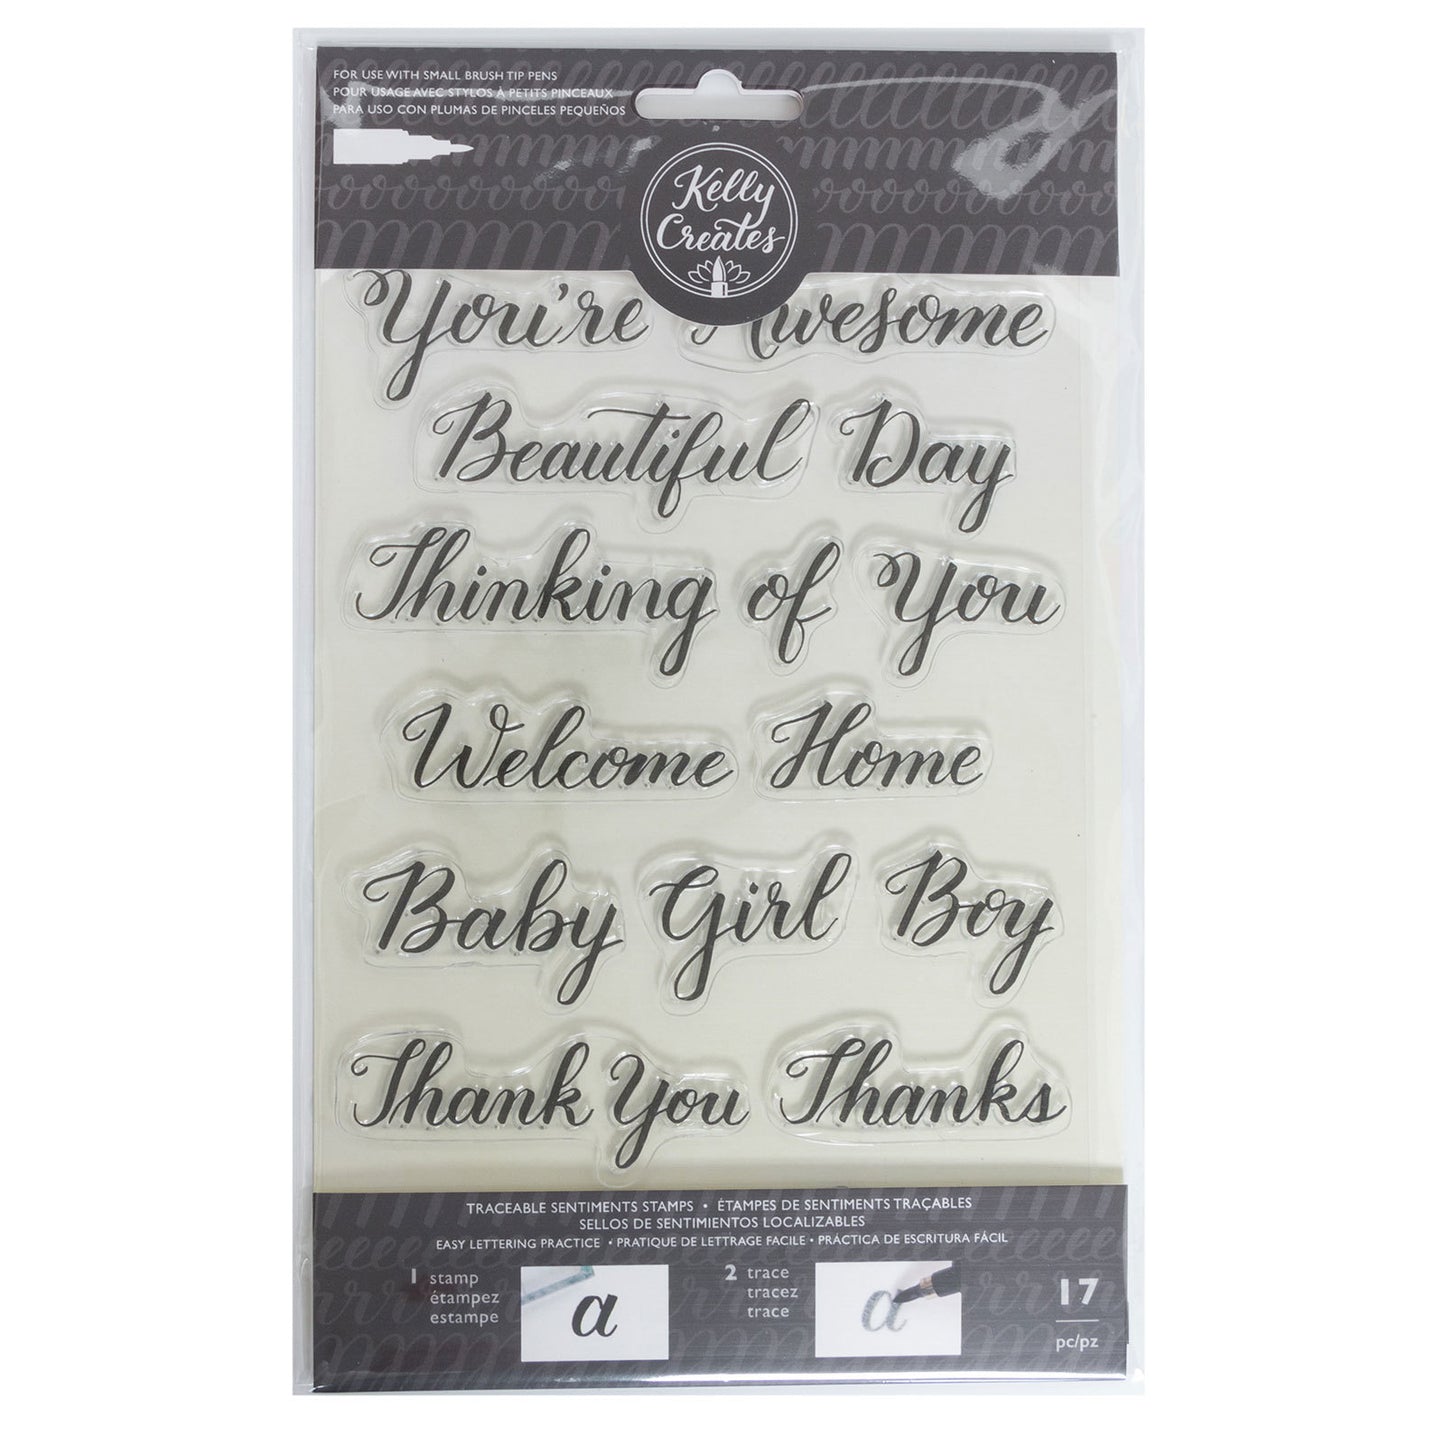 FOR USE WITH SMALL BRUSH TIP PENS
POUR USAGE AVEC STYLOS À PETITS PINCEAUX
PARA USO CON PLUMAS DE PINCELES PEQUEÑOS
Kelly
Creates
You're Awesome
Beautiful Day
Thinking of You
Welcome Home
Baby Girl Boy
Thank You Thanks
TRACEABLE SENTIMENTS STAMPS • ÉTAMPES DE SENTIMENTS TRAÇABLES
SELLOS DE SENTIMIENTOS LOCALIZABLES
EASY LETTERING PRACTICE • PRATIQUE DE LETTRAGE FACILE • PRÁCTICA DE ESCRITURA FÁCIL
1 stamp
étampez
estampe
a
2 trace
tracez
trace
a
17
pc/pz